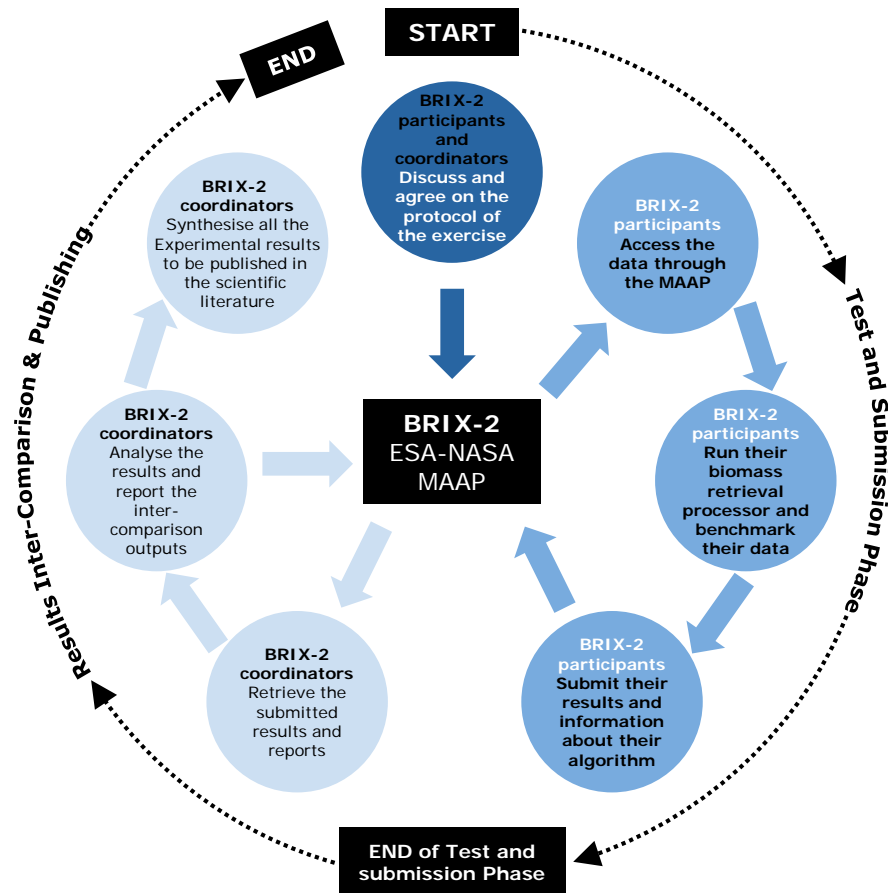 START
END
BRIX-2
participants
and
coordinators
Discuss and
agree on the
protocol of
the exercise
BRIX-2
participants
Access the
data through
the MAAP
Test and Submission Phase
BRIX-2
participants
Run their
biomass
retrieval
processor and
benchmark
their data
BRIX-2
participants
Submit their
results and
information
about their
algorithm
BRIX-2
ESA-NASA
MAAP
END of Test and
submission Phase
BRIX-2
coordinators
Retrieve the
submitted
results and
reports
BRIX-2
coordinators
Analyse the
results and
report the
inter-
comparison
outputs
BRIX-2
coordinators
Synthesise all the
Experimental results
to be published in
the scientific
literature
Results Inter-Comparison & Publishing